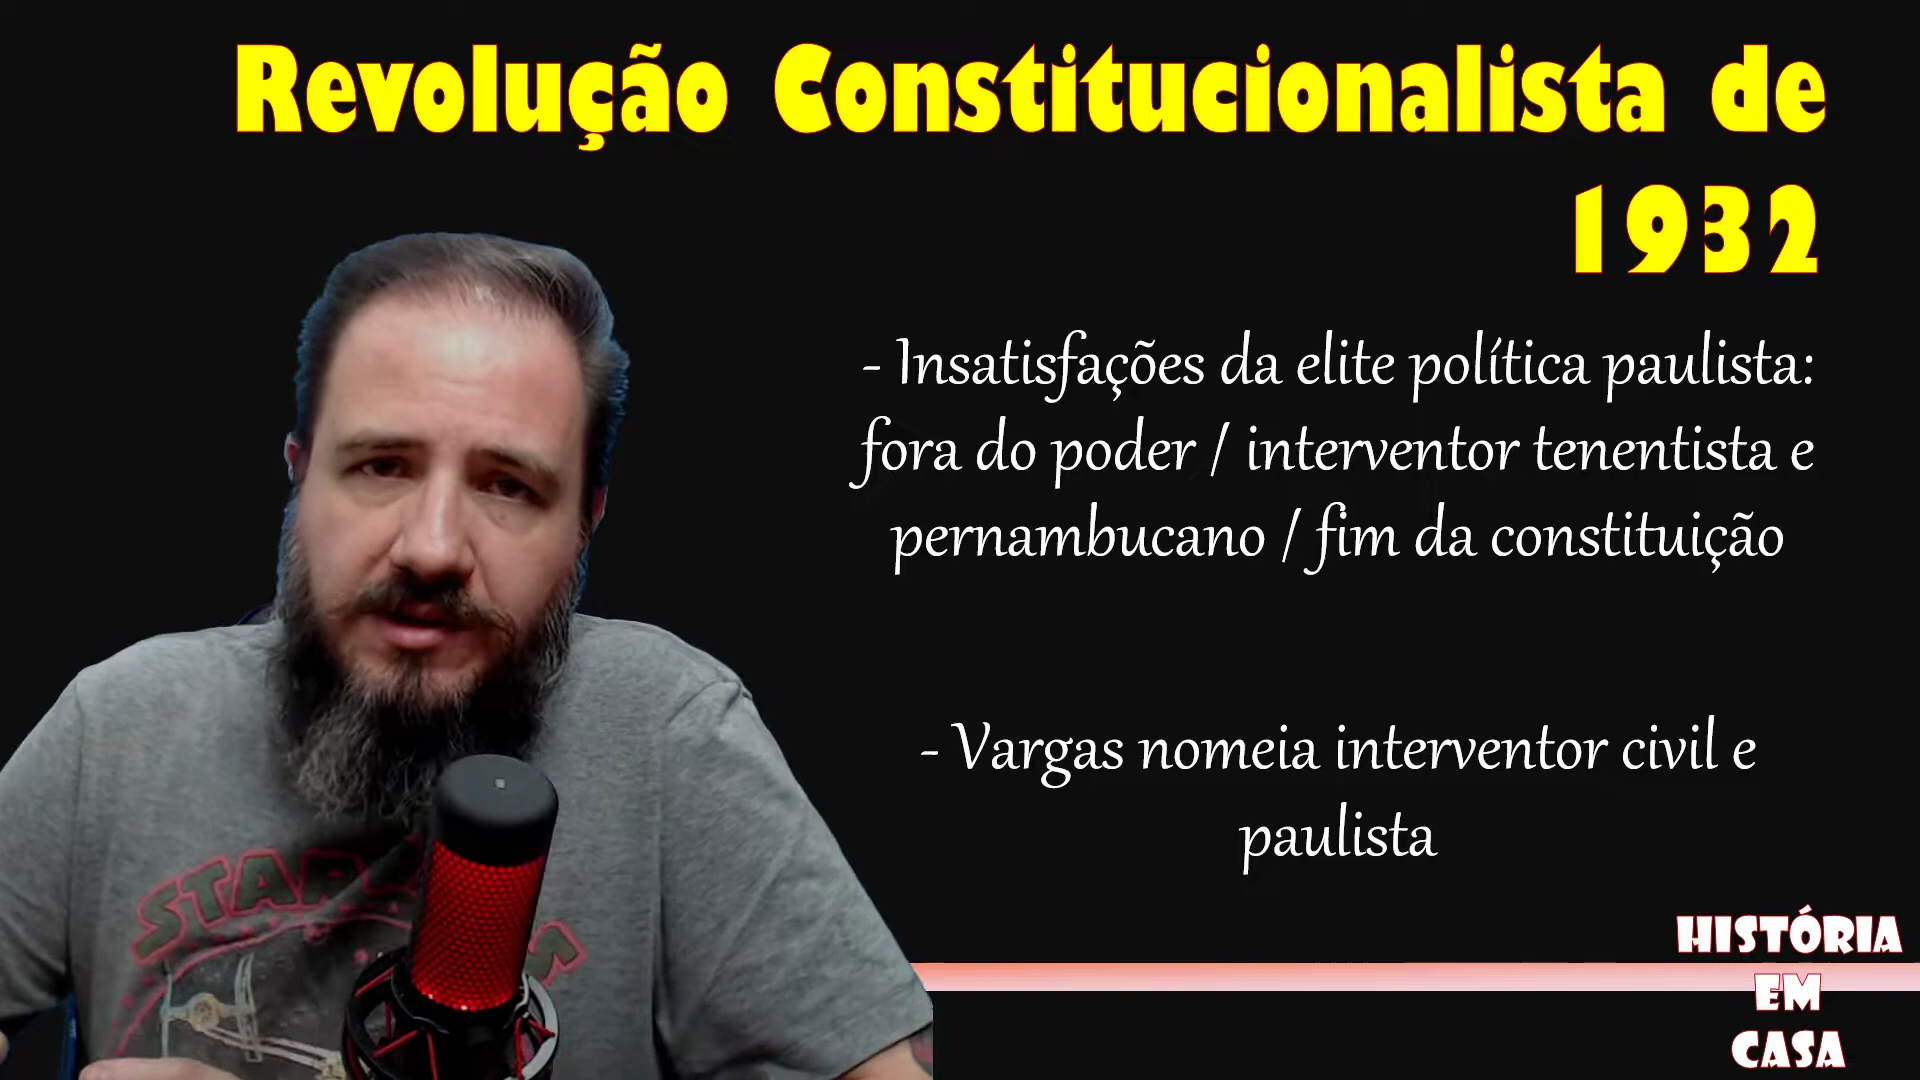 Revolução Constitucionalista de
1932
- Insatisfações da elite política paulista:
fora do poder / interventor tenentista e
pernambucano / fim da constituição
- Vargas nomeia interventor civil e
paulista
HISTÓRIA
EM
CASA